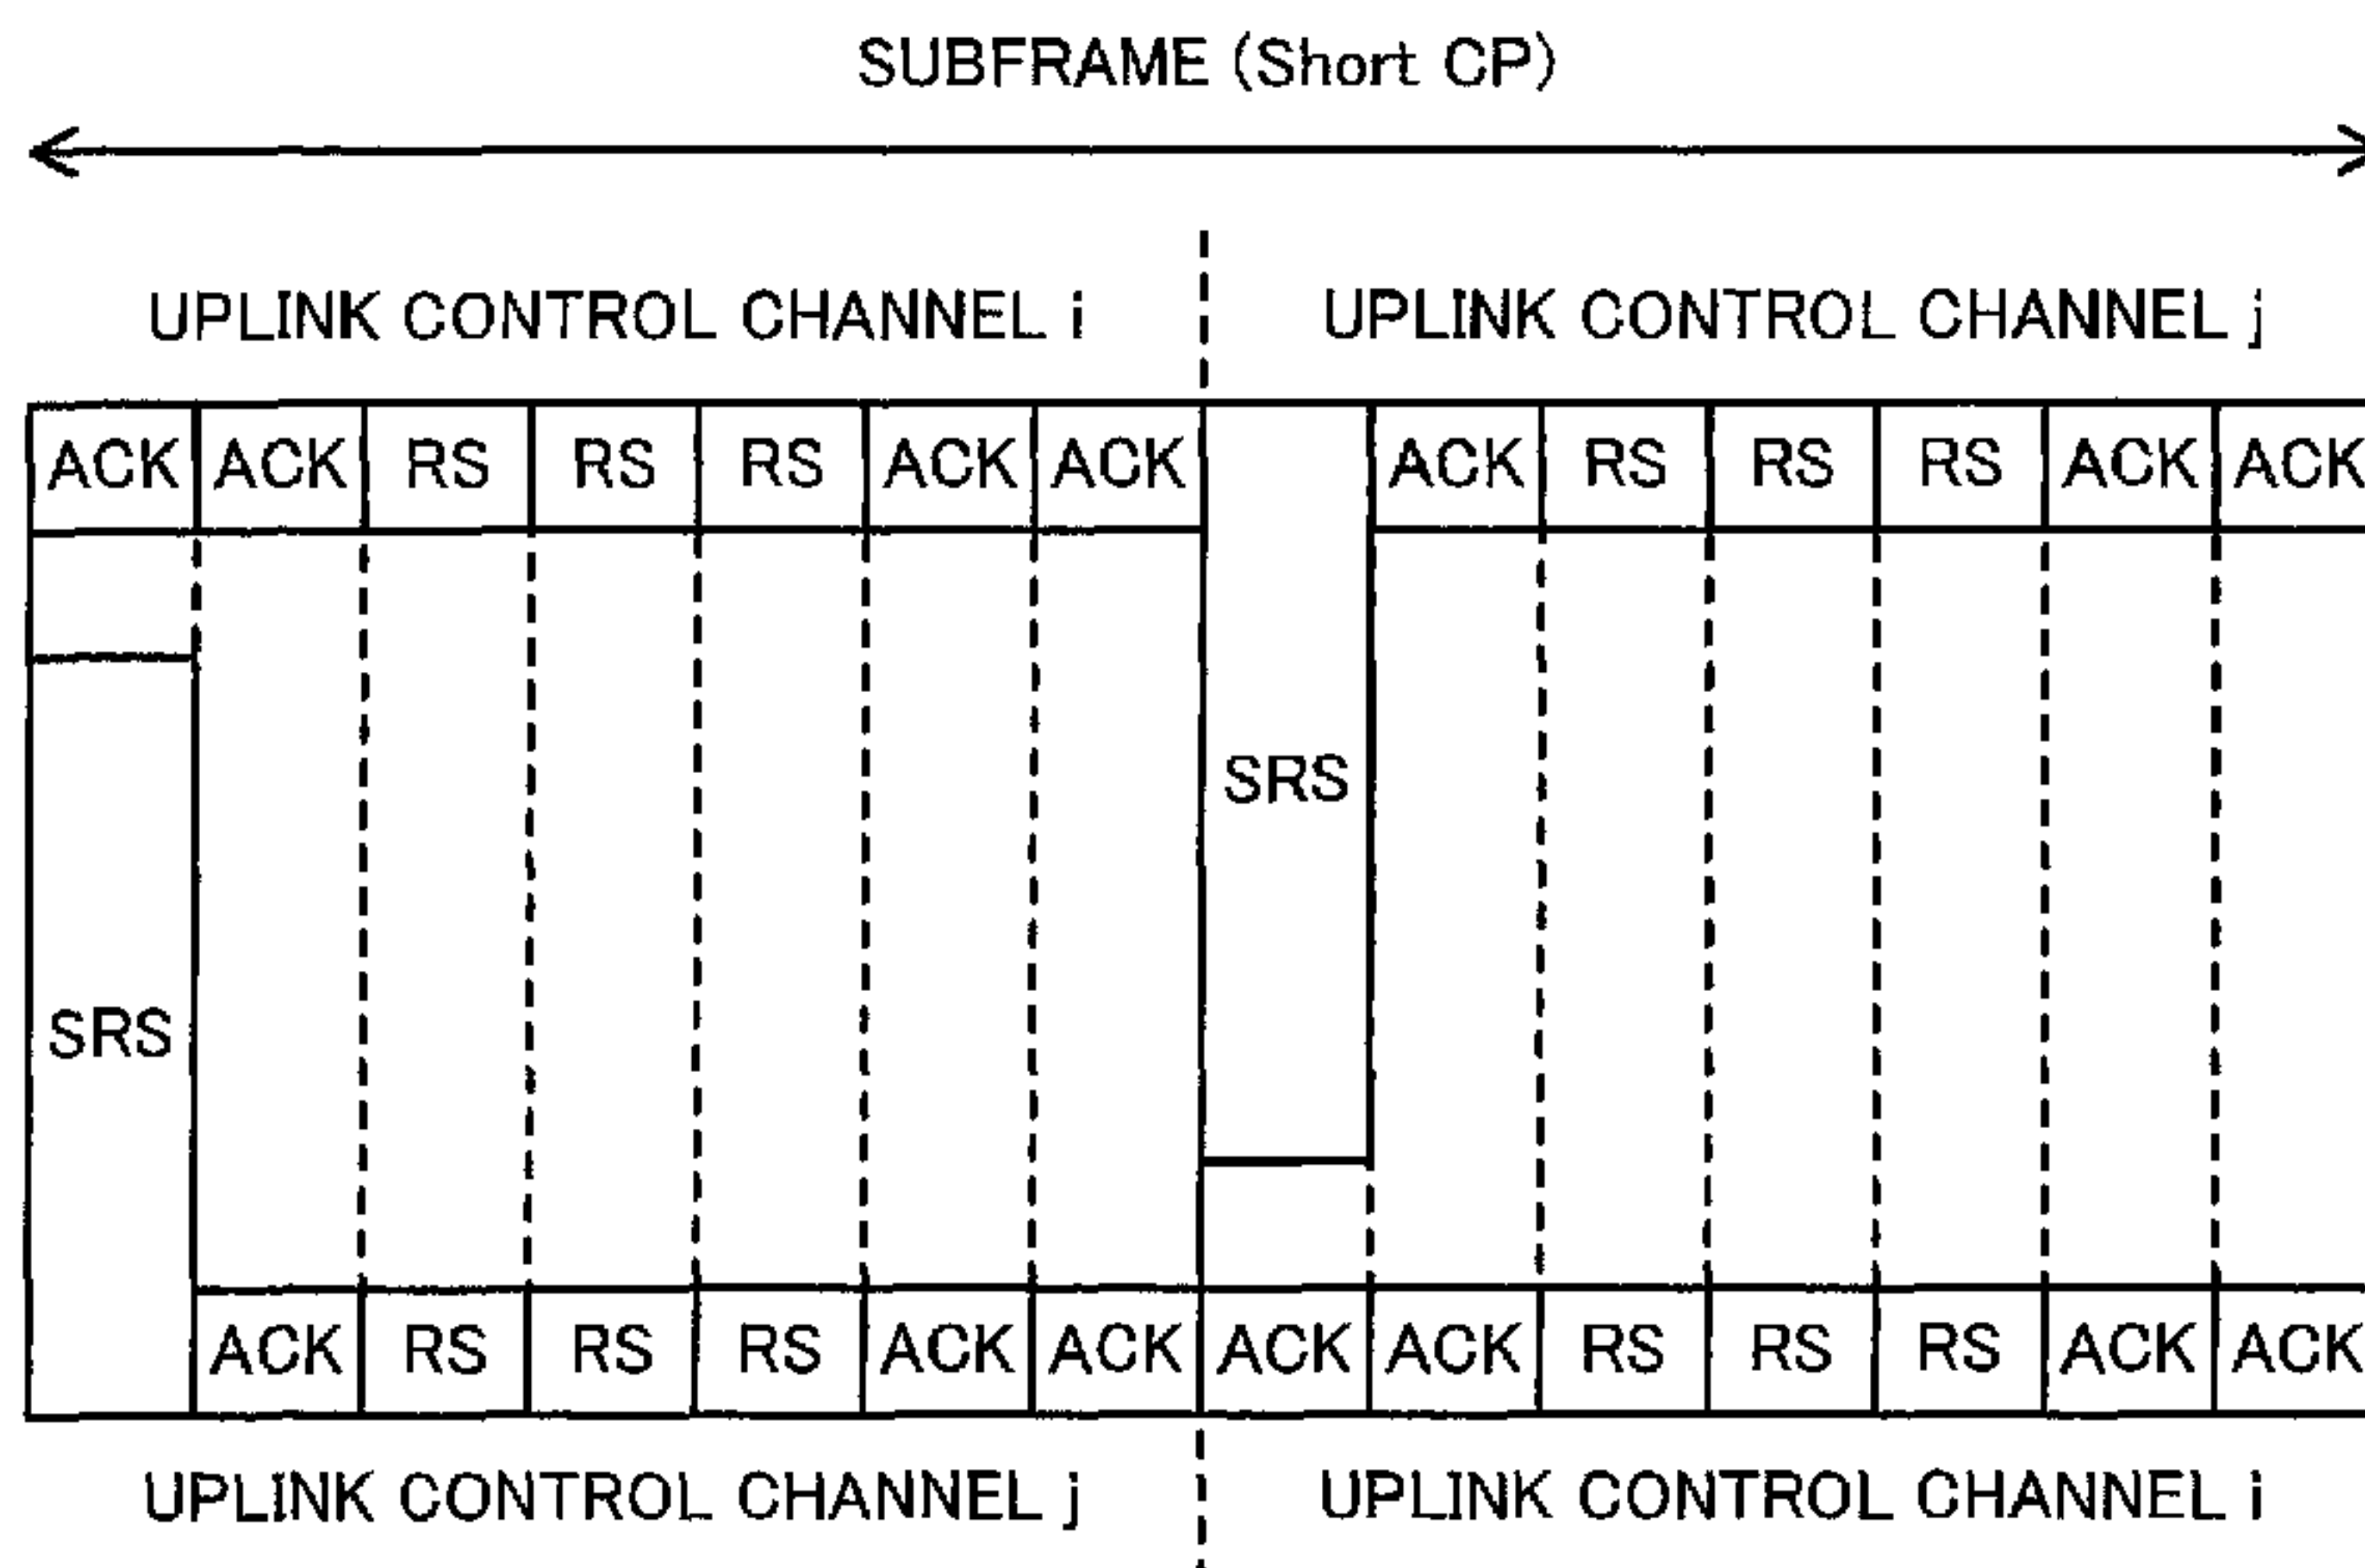 SUBFRAME (Short CP)
UPLINK CONTROL CHANNEL i UPLINK CONTROL CHANNEL j
ACK ACK RS RS RS ACK ACK ACK RS RS RS ACK ACK
SRS
SRS
ACK RS RS RS ACK ACK ACK ACK RS RS RS ACK ACK
UPLINK CONTROL CHANNEL j UPLINK CONTROL CHANNEL i